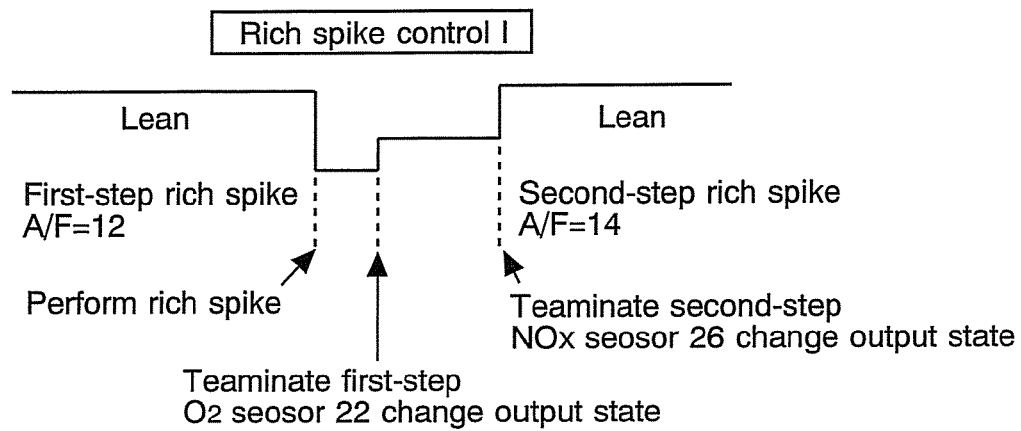 Rich spike control I
Lean
Lean
First-step rich spike
A/F=12
Second-step rich spike
A/F=14
Perform rich spike
Teaminate second-step
NOx seosor 26 change output state
Teaminate first-step
O2 seosor 22 change output state